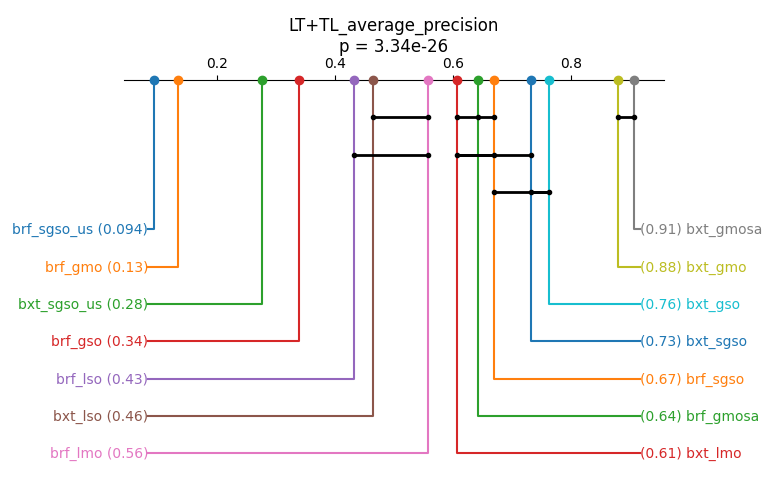 LT+TL_average_precision
p = 3.34e-26
0.2 0.4 0.6 0.8
brf_sgso_us (0.094) (0.91) bxt_gmosa
brf_gmo (0.13) (0.88) bxt_gmo
bxt_sgso_us (0.28) (0.76) bxt_gso
brf_gso (0.34) (0.73) bxt_sgso
brf_lso (0.43) (0.67) brf_sgso
bxt_lso (0.46) (0.64) brf_gmosa
brf_lmo (0.56) (0.61) bxt_lmo